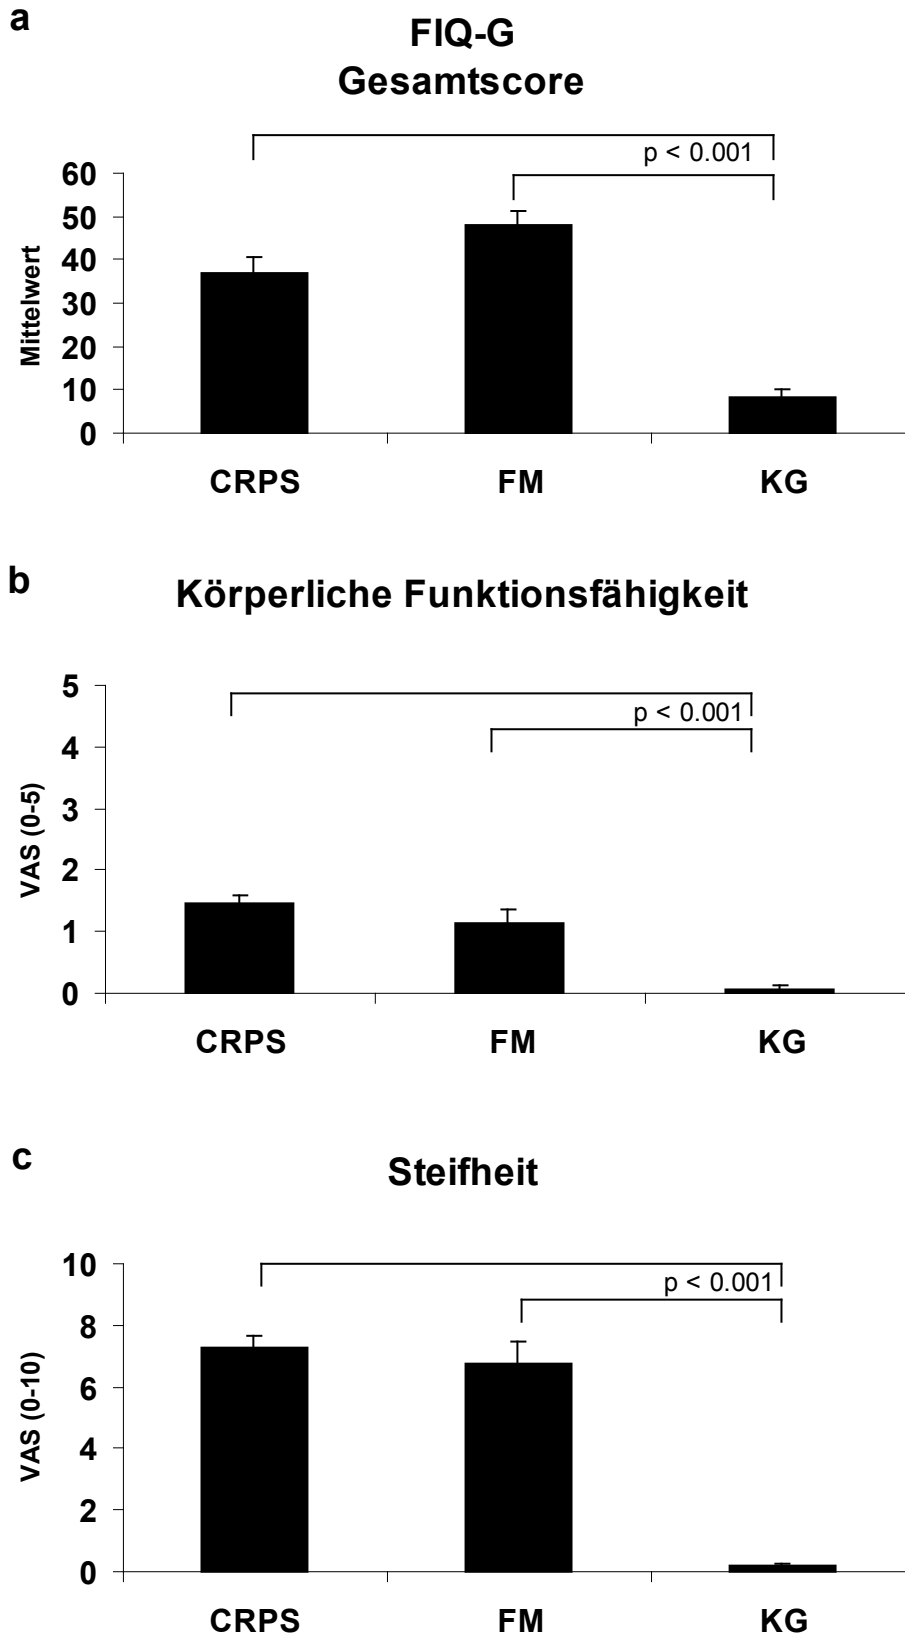 a
FIQ-G
Gesamtscore
p < 0.001
60
50
40
30
20
10
0
Mittelwert
CRPS FM KG
b
Körperliche Funktionsfähigkeit
p < 0.001
5
4
3
2
1
0
VAS (0-5)
CRPS FM KG
c
Steifheit
p < 0.001
10
8
6
4
2
0
VAS (0-10)
CRPS FM KG